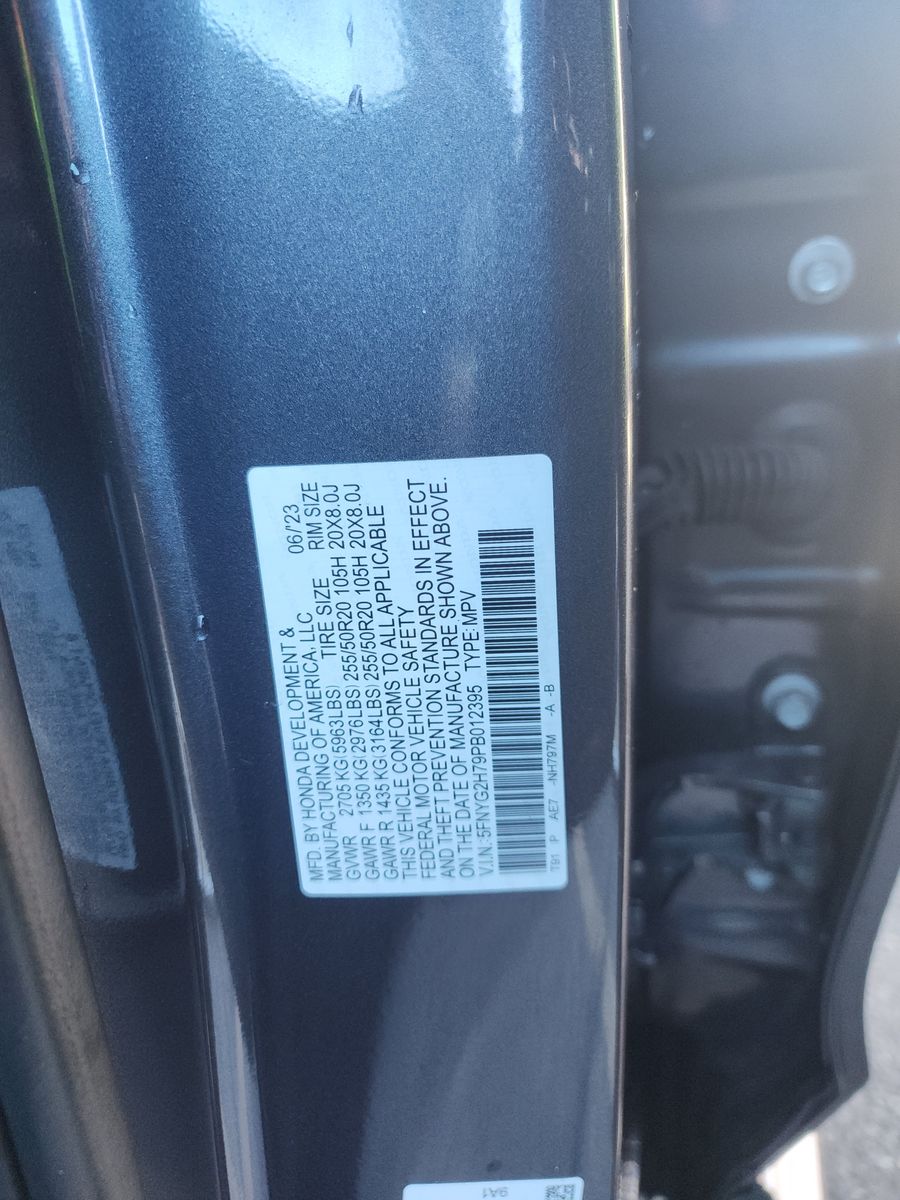 MFD. BY HONDA DEVELOPMENT & 06/'23
MANUFACTURING OF AMERICA, LLC TIRE SIZE RIM SIZE
GVWR 2705 KG(5963LBS)
GAWR F 1350 KG(2976LBS) 255/50R20 105H 20X8.0J
GAWR R 1435 KG(3164LBS) 255/50R20 105H 20X8.0J
THIS VEHICLE CONFORMS TO ALL APPLICABLE
FEDERAL MOTOR VEHICLE SAFETY
AND THEFT PREVENTION STANDARDS IN EFFECT
ON THE DATE OF MANUFACTURE SHOWN ABOVE.
V.I.N.:5FNYG2H79PB012395 TYPE:MPV
T91 P AE7 -NH797M -A -B